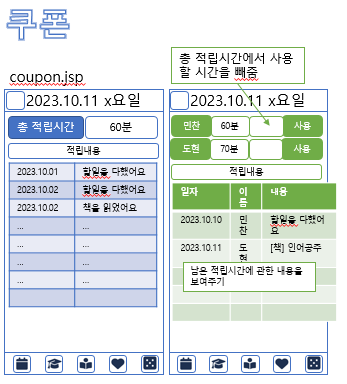 쿠폰
총 적립시간에서 사용
할 시간을 빼줌
coupon.jsp
2023.10.11 x요일
총 적립시간 60분
적립내용
2023.10.01 할일을 다했어요
2023.10.02 할일을 다했어요
2023.10.02 책을 읽었어요
... ...
... ...
... ...
2023.10.11 x요일
민찬 60분 사용
도현 70분 사용
적립내용
일자 이름 내용
2023.10.10 민찬 할일을 다했어요
2023.10.11 도현 [책] 인어공주
남은 적립시간에 관한 내용을
보여주기